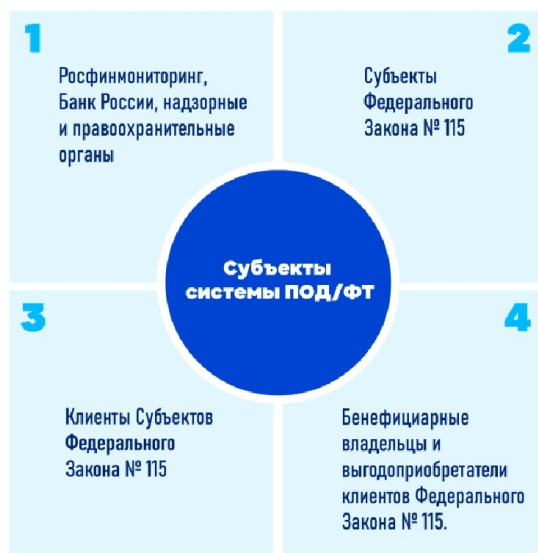 1
Росфинмониторинг,
Банк России, надзорные
и правоохранительные
органы
2
Субъекты
Федерального
Закона № 115
Субъекты
системы ПОД/ФТ
3
Клиенты Субъектов
Федерального
Закона № 115
4
Бенефициарные
владельцы и
выгодоприобретатели
клиентов Федерального
Закона № 115.